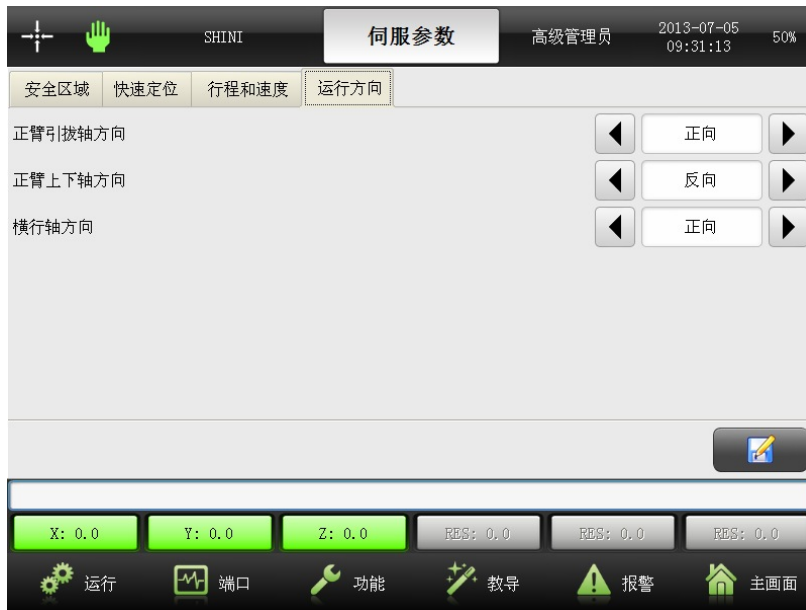 SHINI 伺服参数 高级管理员 2013-07-05 09:31:13 50%
安全区域 快速定位 行程和速度 运行方向
正臂引拔轴方向 正向
正臂上下轴方向 反向
横行轴方向 正向
X: 0.0 Y: 0.0 Z: 0.0 RES: 0.0 RES: 0.0 RES: 0.0
运行 端口 功能 教导 报警 主画面